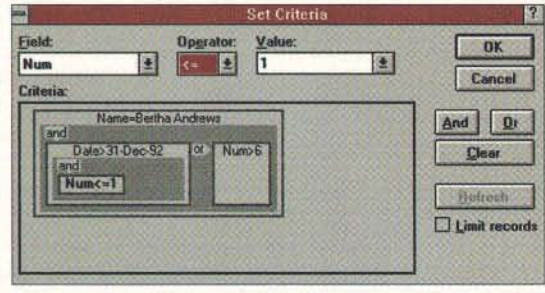 Set Criteria ?
Field: Operator: Value:
Num <= 1
OK
Cancel
Criteria:
Name=Bertha Andrews
and
Date>31-Dec-92 or Num>6
and
Num<=1
And Or
Clear
Refresh
Limit records